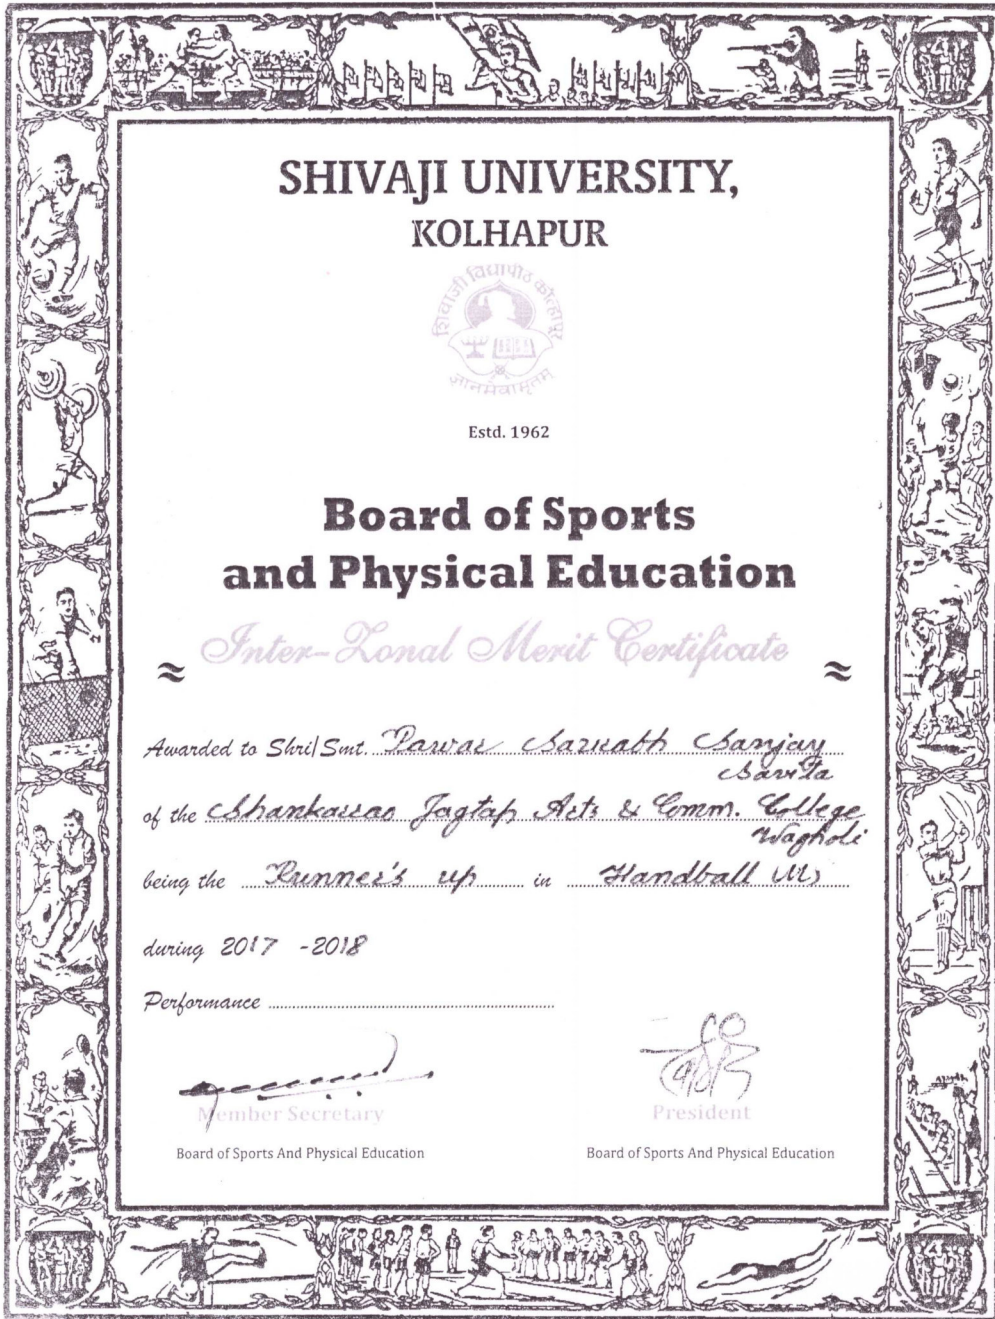 SHIVAJI UNIVERSITY,
KOLHAPUR
शिवाजी विद्यापीठ कोल्हापूर
ज्ञानमेवामृतम्
Estd. 1962
Board of Sports
and Physical Education
Inter-Zonal Merit Certificate
Awarded to Shri/Smt. Pawar Sanjay
Savita
of the Shankarrao Jagtap Arts & Comm. College
Wagholi
being the Runner's up in Handball (M)
during 2017 - 2018
Performance
Member Secretary President
Board of Sports And Physical Education Board of Sports And Physical Education